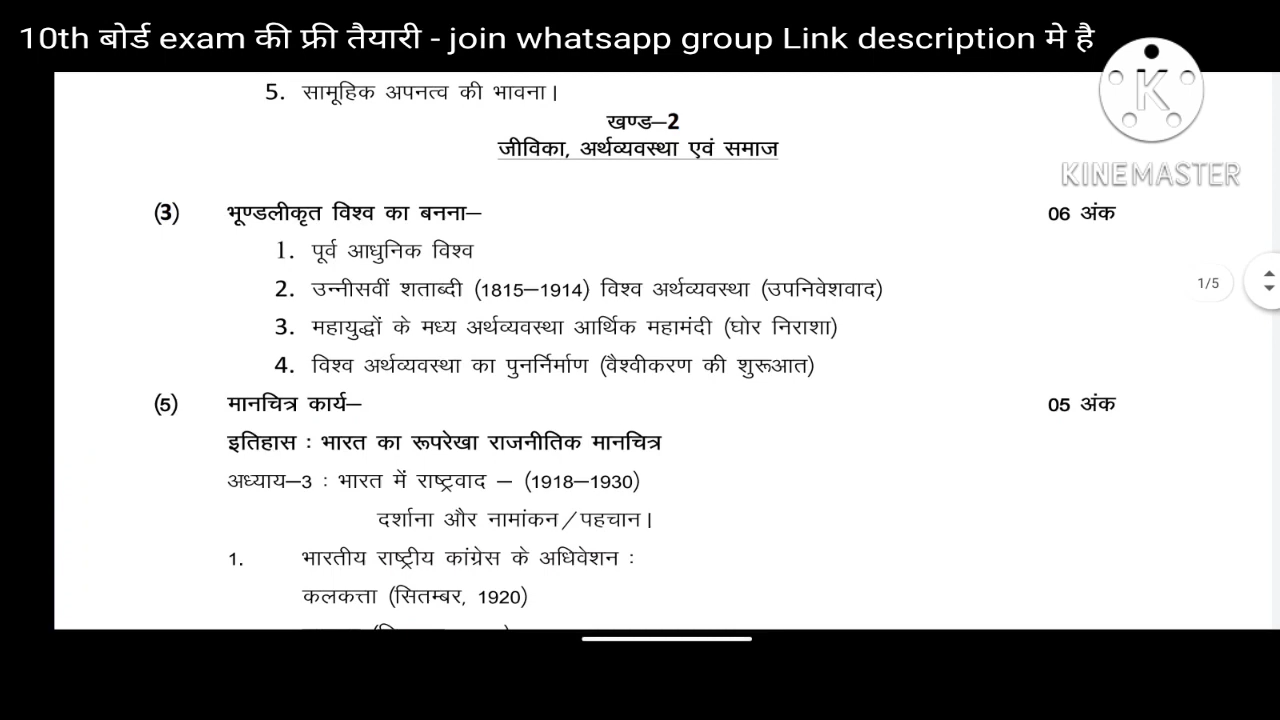 10th बोर्ड exam की फ्री तैयारी - join whatsapp group Link description मे है
K
KINEMASTER
5. सामूहिक अपनत्व की भावना।
खण्ड–2
जीविका, अर्थव्यवस्था एवं समाज
(3) भूण्डलीकृत विश्व का बनना– 06 अंक
1. पूर्व आधुनिक विश्व
2. उन्नीसवीं शताब्दी (1815–1914) विश्व अर्थव्यवस्था (उपनिवेशवाद)
1/5
3. महायुद्धों के मध्य अर्थव्यवस्था आर्थिक महामंदी (घोर निराशा)
4. विश्व अर्थव्यवस्था का पुनर्निर्माण (वैश्वीकरण की शुरूआत)
(5) मानचित्र कार्य– 05 अंक
इतिहास : भारत का रूपरेखा राजनीतिक मानचित्र
अध्याय–3 : भारत में राष्ट्रवाद – (1918–1930)
दर्शाना और नामांकन/पहचान।
1. भारतीय राष्ट्रीय कांग्रेस के अधिवेशन :
कलकत्ता (सितम्बर, 1920)